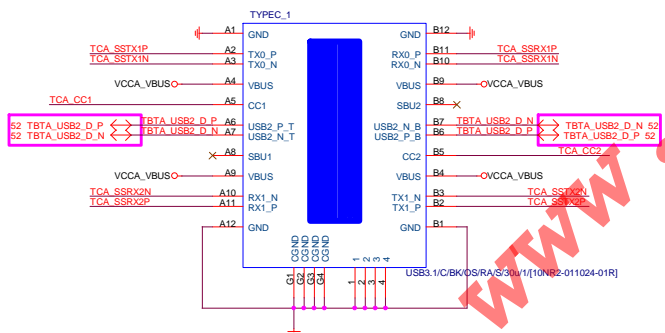 TYPEC_1
A1 GND GND B12
TCA_SSTX1P A2 TX0_P RX0_P B11 TCA_SSRX1P
TCA_SSTX1N A3 TX0_N RX0_N B10 TCA_SSRX1N
VCCA_VBUS A4 VBUS VBUS B9 VCCA_VBUS
TCA_CC1 A5 CC1 SBU2 B8
52 TBTA_USB2_D_P TBTA_USB2_D_P A6 USB2_P_T USB2_N_B B7 TBTA_USB2_D_N TBTA_USB2_D_N 52
52 TBTA_USB2_D_N TBTA_USB2_D_N A7 USB2_N_T USB2_P_B B6 TBTA_USB2_D_P TBTA_USB2_D_P 52
A8 SBU1 CC2 B5 TCA_CC2
VCCA_VBUS A9 VBUS VBUS B4 VCCA_VBUS
TCA_SSRX2N A10 RX1_N TX1_N B3 TCA_SSTX2N
TCA_SSRX2P A11 RX1_P TX1_P B2 TCA_SSTX2P
A12 GND GND B1
CGND CGND CGND CGND 1 2 3 4
G1 G2 G3 G4 1 2 3 4
USB3.1/C/BK/OS/RA/S/30u/1/[10NR2-011024-01R]
www.